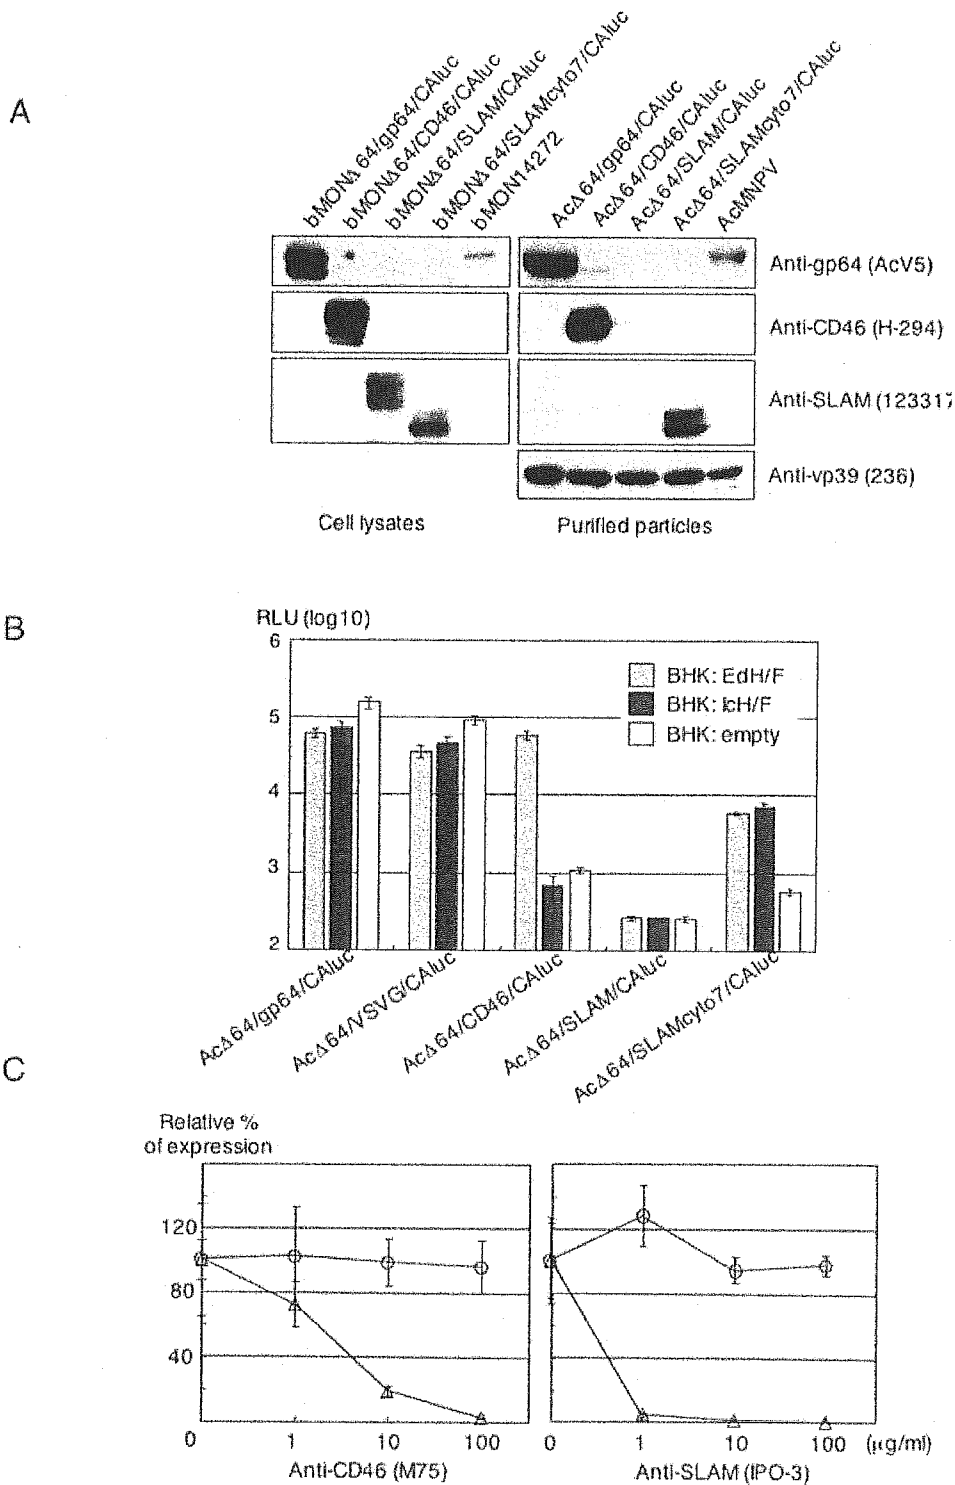 A
bMONΔ64/gp64/CAluc
bMONΔ64/CD46/CAluc
bMONΔ64/SLAM/CAluc
bMONΔ64/SLAMcyto7/CAluc
bMON14272
AcΔ64/gp64/CAluc
AcΔ64/CD46/CAluc
AcΔ64/SLAM/CAluc
AcΔ64/SLAMcyto7/CAluc
AcMNPV
Anti-gp64 (AcV5)
Anti-CD46 (H-294)
Anti-SLAM (123317
Anti-vp39 (236)
Cell lysates
Purified particles
B
RLU (log10)
6
5
4
3
2
BHK: EdH/F
BHK: IcH/F
BHK: empty
AcΔ64/gp64/CAluc
AcΔ64/VSVG/CAluc
AcΔ64/CD46/CAluc
AcΔ64/SLAM/CAluc
AcΔ64/SLAMcyto7/CAluc
C
Relative %
of expression
120
80
40
0 1 10 100
0 1 10 100 (μg/ml)
Anti-CD46 (M75)
Anti-SLAM (IPO-3)